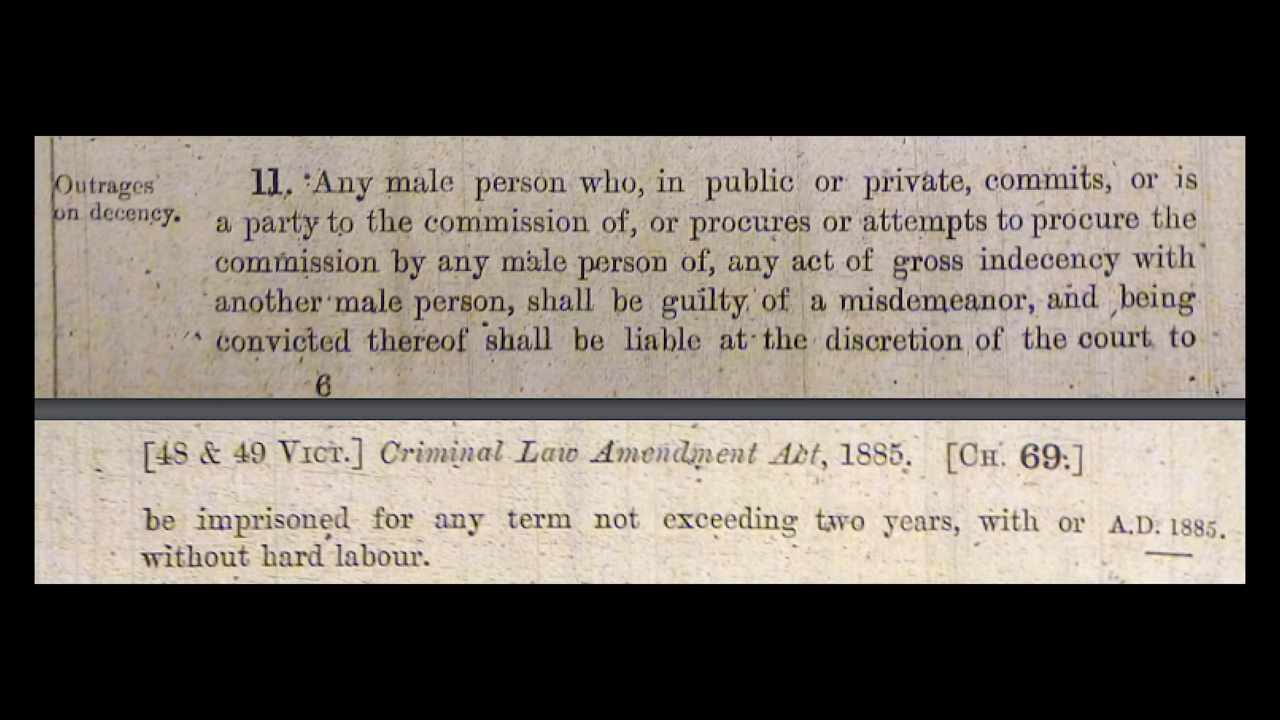 Outrages
on decency.
11. Any male person who, in public or private, commits, or is
a party to the commission of, or procures or attempts to procure the
commission by any male person of, any act of gross indecency with
another male person, shall be guilty of a misdemeanor, and being
convicted thereof shall be liable at the discretion of the court to
6
[48 & 49 VICT.] Criminal Law Amendment Act, 1885. [CH. 69.]
be imprisoned for any term not exceeding two years, with or
without hard labour.
A.D. 1885.